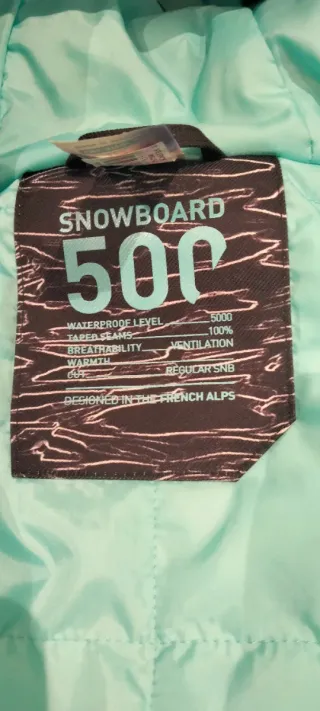 SNOWBOARD
500
WATERPROOF LEVEL 5000
TAPED SEAMS 100%
BREATHABILITY VENTILATION
WARMTH
CUT REGULAR SNB
DESIGNED IN THE FRENCH ALPS